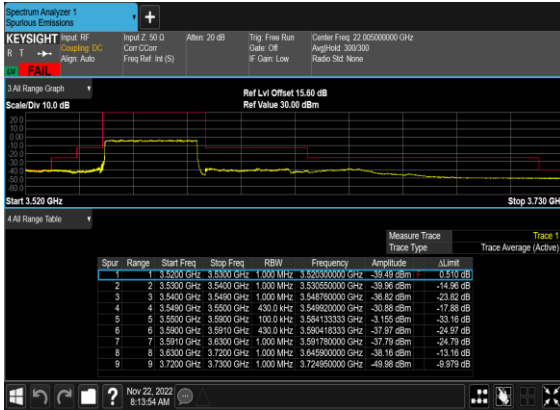 Spectrum Analyzer 1
Spurious Emissions
KEYSIGHT Input: RF Input Z: 50 Ω Atten: 20 dB Trig: Free Run Center Freq: 22.005000000 GHz
R T Coupling: DC Corr CCorr Gate: Off Avg|Hold: 300/300
Align: Auto Freq Ref: Int (S) IF Gain: Low Radio Std: None
FAIL
3 All Range Graph
Ref Lvl Offset 15.60 dB
Scale/Div 10.0 dB Ref Value 30.00 dBm
20.0
10.0
0.00
-10.0
-20.0
-30.0
-40.0
-50.0
-60.0
Start 3.520 GHz Stop 3.730 GH
4 All Range Table
Measure Trace Trace 1
Trace Type Trace Average (Active)
Spur Range Start Freq Stop Freq RBW Frequency Amplitude ΔLimit
1 1 3.5200 GHz 3.5300 GHz 1.000 MHz 3.520300000 GHz -39.49 dBm F 0.510 dB
2 2 3.5300 GHz 3.5400 GHz 1.000 MHz 3.530550000 GHz -39.96 dBm -14.96 dB
3 3 3.5400 GHz 3.5490 GHz 1.000 MHz 3.548760000 GHz -36.82 dBm -23.82 dB
4 4 3.5490 GHz 3.5500 GHz 430.0 kHz 3.549920000 GHz -30.88 dBm -17.88 dB
5 5 3.5500 GHz 3.5900 GHz 100.0 kHz 3.584133333 GHz -3.155 dBm -33.16 dB
6 6 3.5900 GHz 3.5910 GHz 430.0 kHz 3.590418333 GHz -37.97 dBm -24.97 dB
7 7 3.5910 GHz 3.6300 GHz 1.000 MHz 3.591780000 GHz -37.79 dBm -24.79 dB
8 8 3.6300 GHz 3.7200 GHz 1.000 MHz 3.645900000 GHz -38.16 dBm -13.16 dB
9 9 3.7200 GHz 3.7300 GHz 1.000 MHz 3.724950000 GHz -49.98 dBm -9.979 dB
Nov 22, 2022
8:13:54 AM